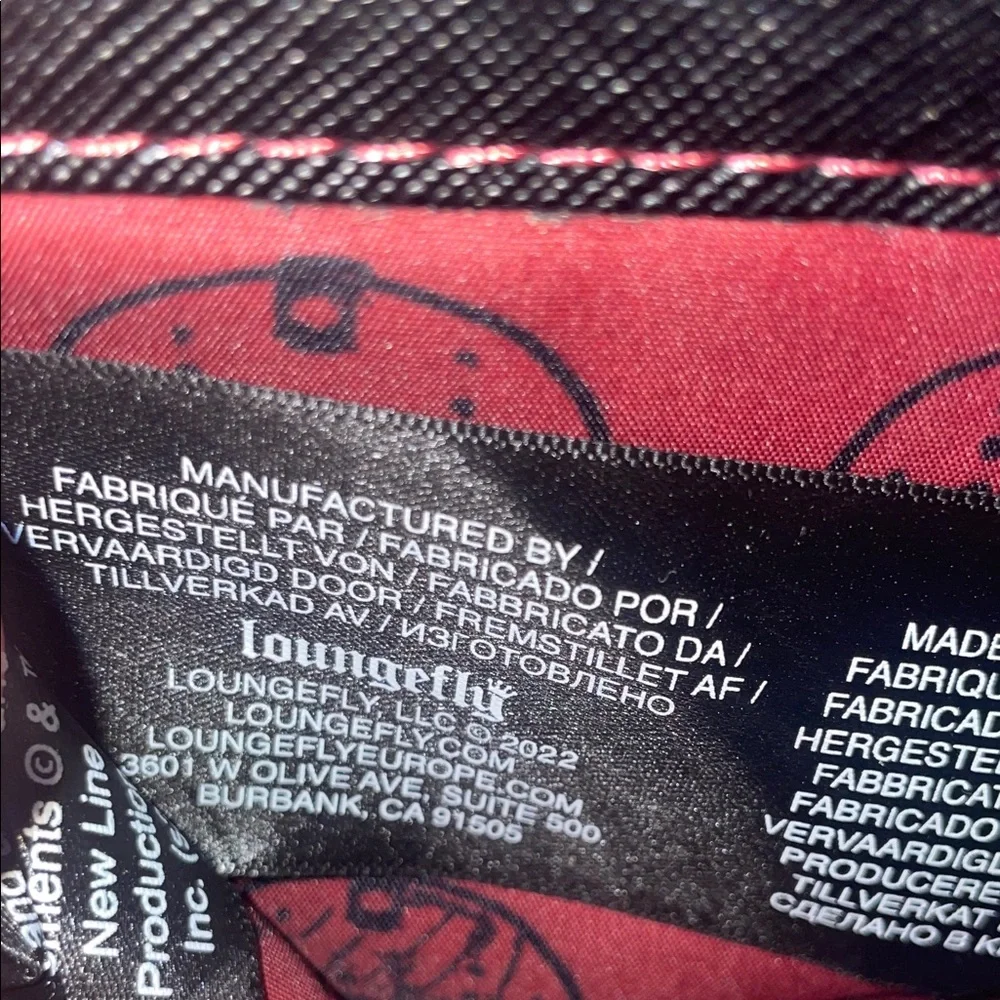 MANUFACTURED BY /
FABRIQUÉ PAR / FABRICADO POR /
HERGESTELLT VON / FABBRICATO DA /
VERVAARDIGD DOOR / FREMSTILLET AF /
TILLVERKAD AV / ИЗГОТОВЛЕНО
loungefly
LOUNGEFLY, LLC © 2022
LOUNGEFLY.COM
LOUNGEFLYEUROPE.COM
3601 W OLIVE AVE, SUITE 500
BURBANK, CA 91505
MADE
FABRIQU
FABRICAD
HERGESTE
FABBRICAT
FABRICADO
VERVAARDIG
PRODUCERE
TILLVERKAT
СДЕЛАНО В К
© &
New Line
Production
Inc.